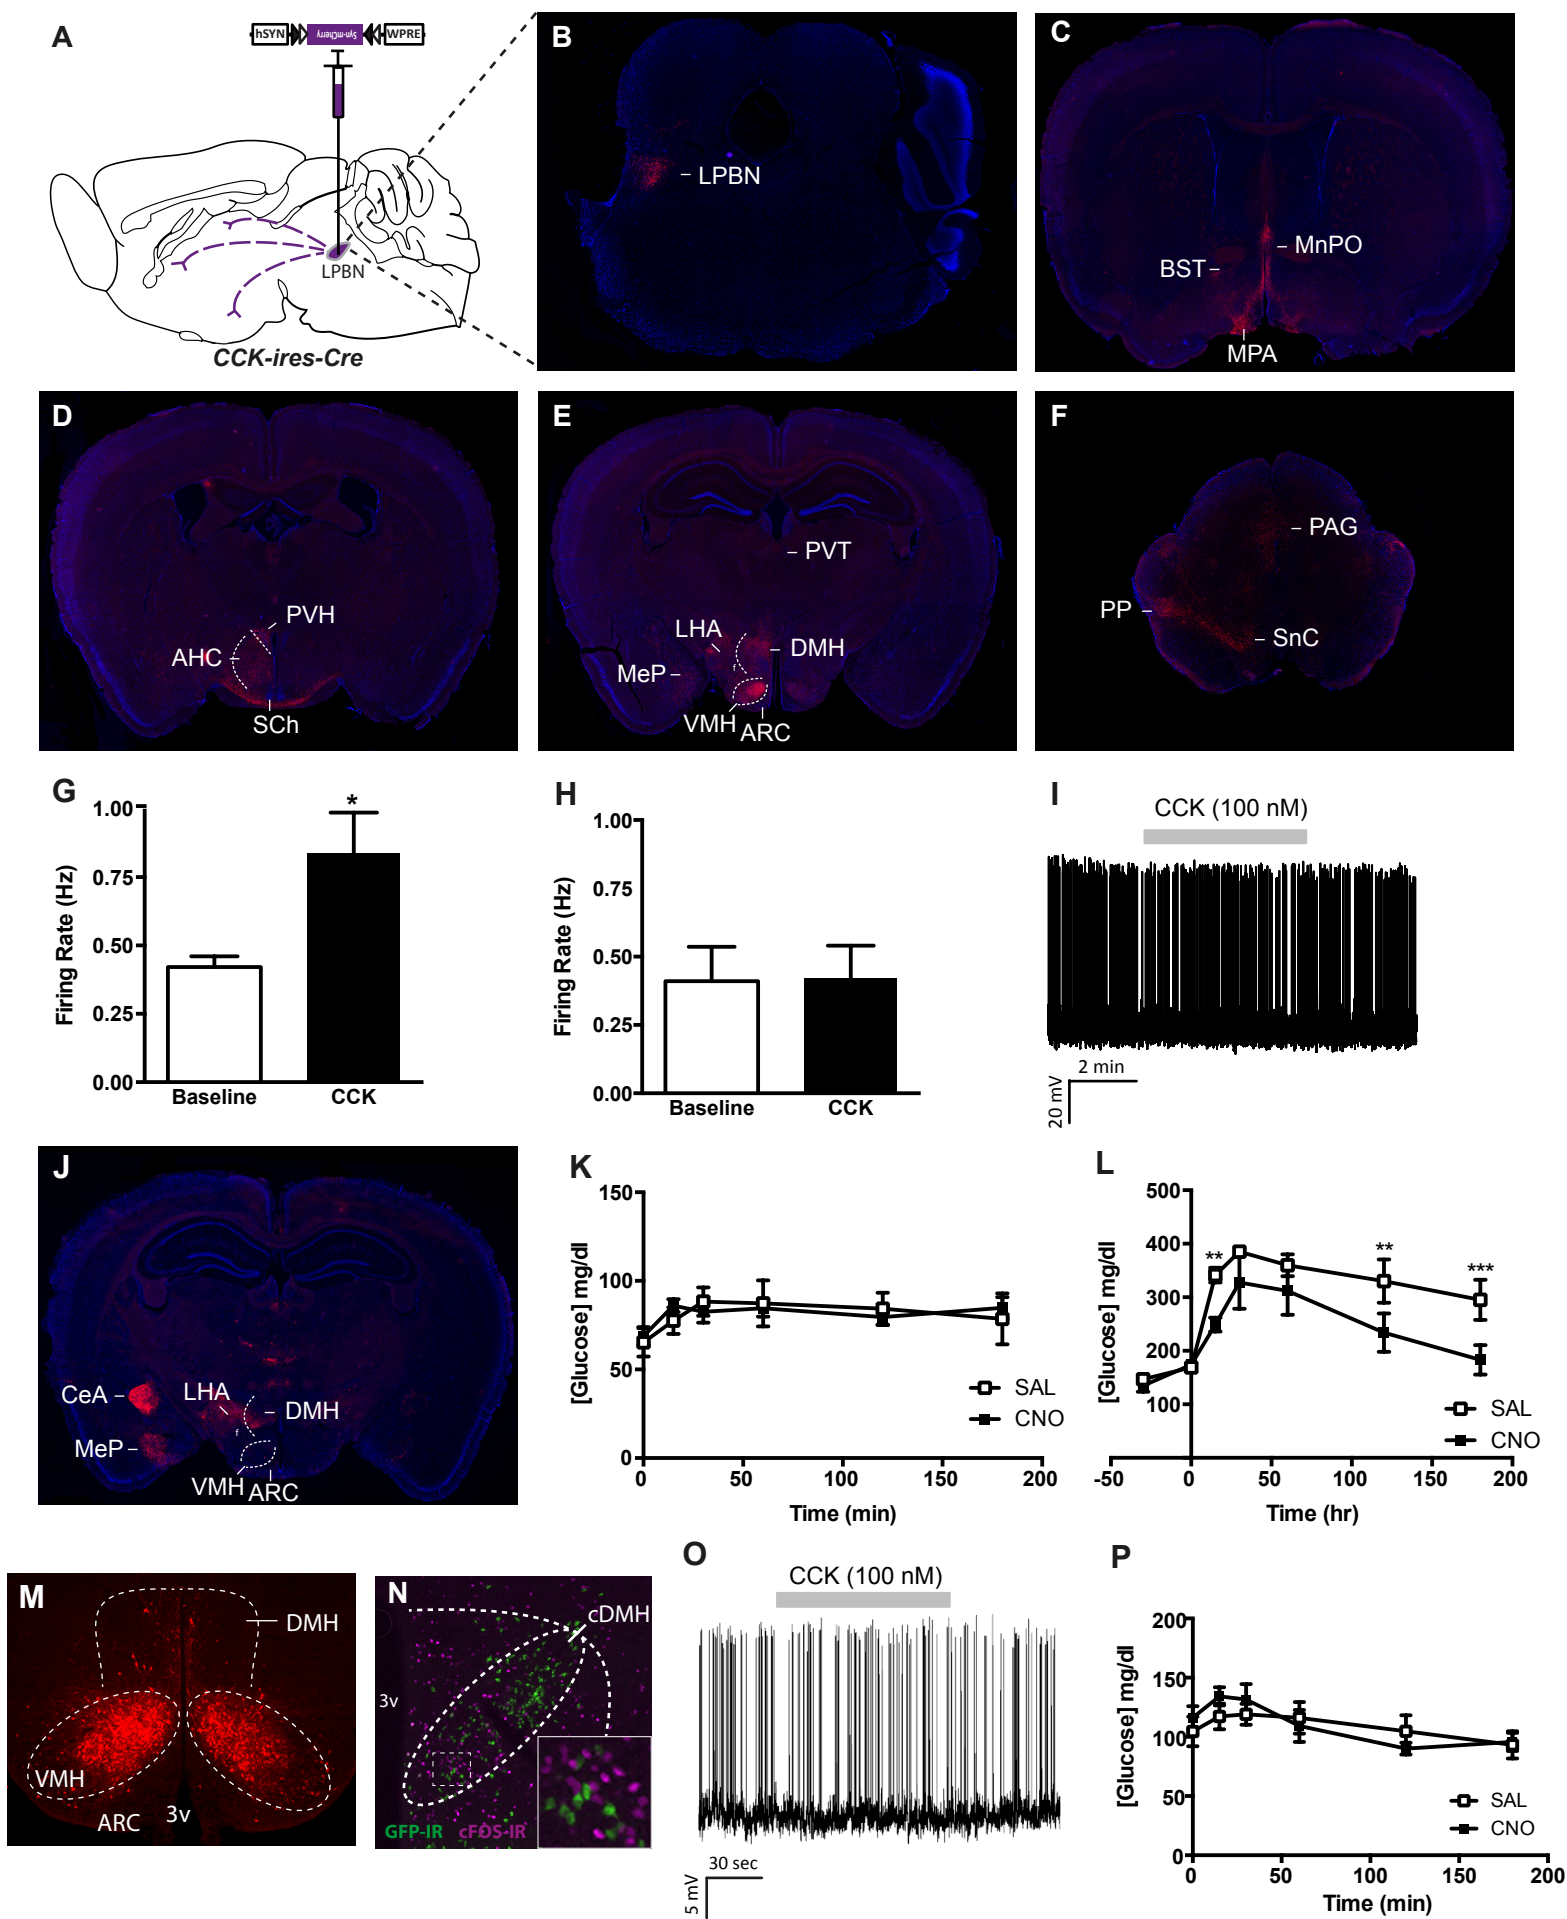 A
hSYN
Syn-mCherry
WPRE
LPBN
CCK-ires-Cre
B
LPBN
C
MnPO
BST
MPA
D
PVH
AHC
SCh
E
PVT
LHA
DMH
f
MeP
VMH
ARC
F
PAG
PP
SnC
G
Firing Rate (Hz)
1.00
0.75
0.50
0.25
0.00
*
Baseline
CCK
H
Firing Rate (Hz)
1.00
0.75
0.50
0.25
0.00
Baseline
CCK
I
CCK (100 nM)
20 mV
2 min
J
CeA
LHA
DMH
f
MeP
VMH
ARC
K
[Glucose] mg/dl
150
100
50
0
0 50 100 150 200
Time (min)
SAL
CNO
L
[Glucose] mg/dl
500
400
300
200
100
-50 0 50 100 150 200
Time (hr)
** ** ***
SAL
CNO
M
DMH
VMH
ARC
3v
N
cDMH
3v
GFP-IR cFOS-IR
O
CCK (100 nM)
5 mV
30 sec
P
[Glucose] mg/dl
200
150
100
50
0
0 50 100 150 200
Time (min)
SAL
CNO